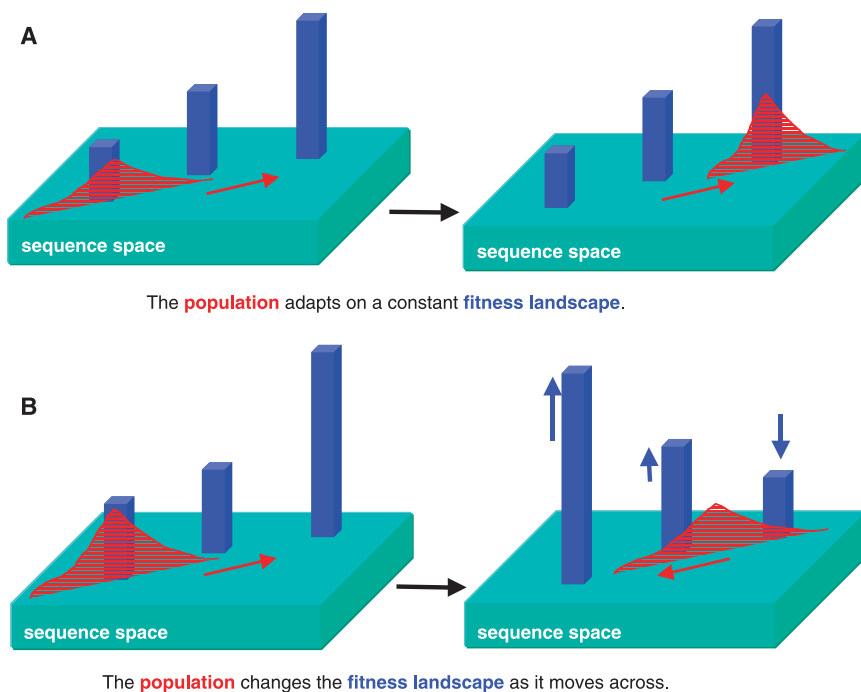 A
sequence space
sequence space
The population adapts on a constant fitness landscape.
B
sequence space
sequence space
The population changes the fitness landscape as it moves across.